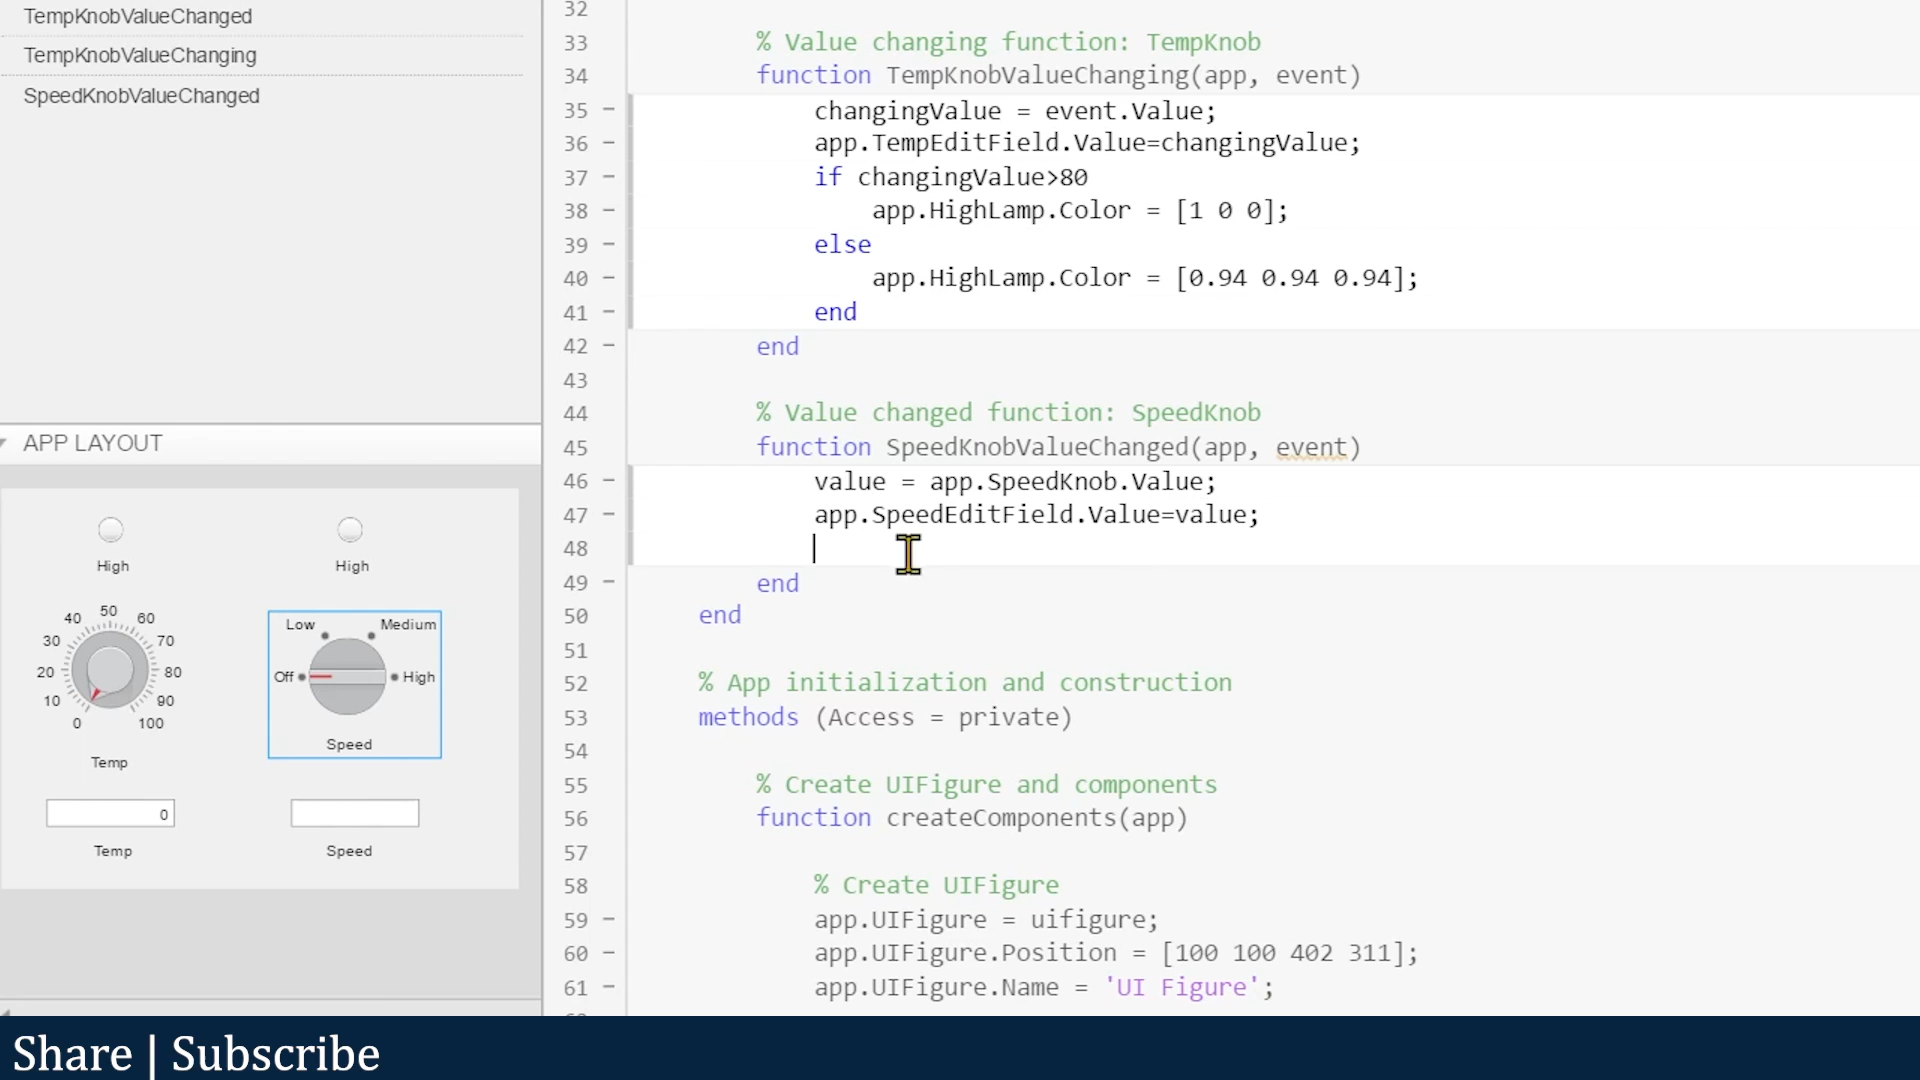 TempKnobValueChanged
TempKnobValueChanging
SpeedKnobValueChanged
APP LAYOUT
High
High
0
10
20
30
40
50
60
70
80
90
100
Temp
Off
Low
Medium
High
Speed
0
Temp
Speed
32
33 % Value changing function: TempKnob
34 function TempKnobValueChanging(app, event)
35 - changingValue = event.Value;
36 - app.TempEditField.Value=changingValue;
37 - if changingValue>80
38 - app.HighLamp.Color = [1 0 0];
39 - else
40 - app.HighLamp.Color = [0.94 0.94 0.94];
41 - end
42 - end
43
44 % Value changed function: SpeedKnob
45 function SpeedKnobValueChanged(app, event)
46 - value = app.SpeedKnob.Value;
47 - app.SpeedEditField.Value=value;
48
49 - end
50 end
51
52 % App initialization and construction
53 methods (Access = private)
54
55 % Create UIFigure and components
56 function createComponents(app)
57
58 % Create UIFigure
59 - app.UIFigure = uifigure;
60 - app.UIFigure.Position = [100 100 402 311];
61 - app.UIFigure.Name = 'UI Figure';
Share | Subscribe